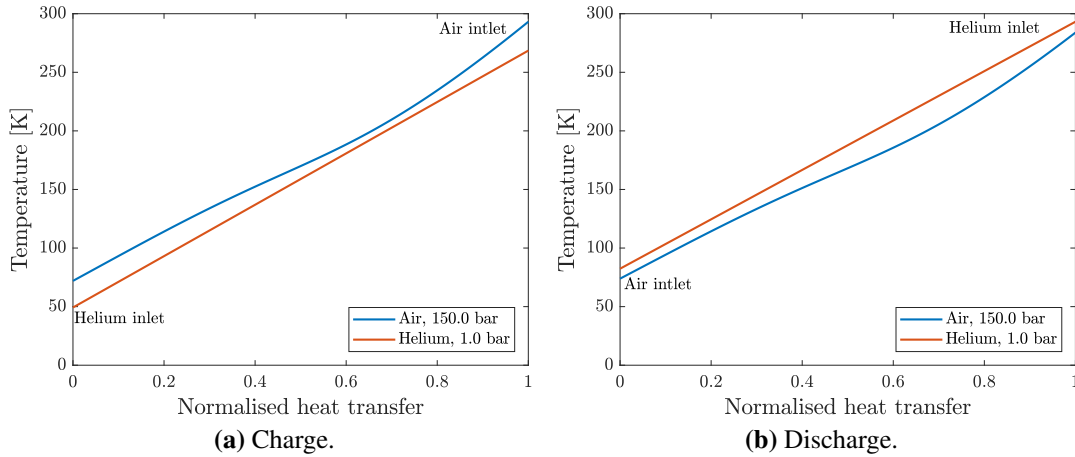 300
250
200
150
100
50
0
Temperature [K]
Air intlet
Helium inlet
Air, 150.0 bar
Helium, 1.0 bar
0 0.2 0.4 0.6 0.8 1
Normalised heat transfer
(a) Charge.
300
250
200
150
100
50
0
Temperature [K]
Helium inlet
Air intlet
Air, 150.0 bar
Helium, 1.0 bar
0 0.2 0.4 0.6 0.8 1
Normalised heat transfer
(b) Discharge.